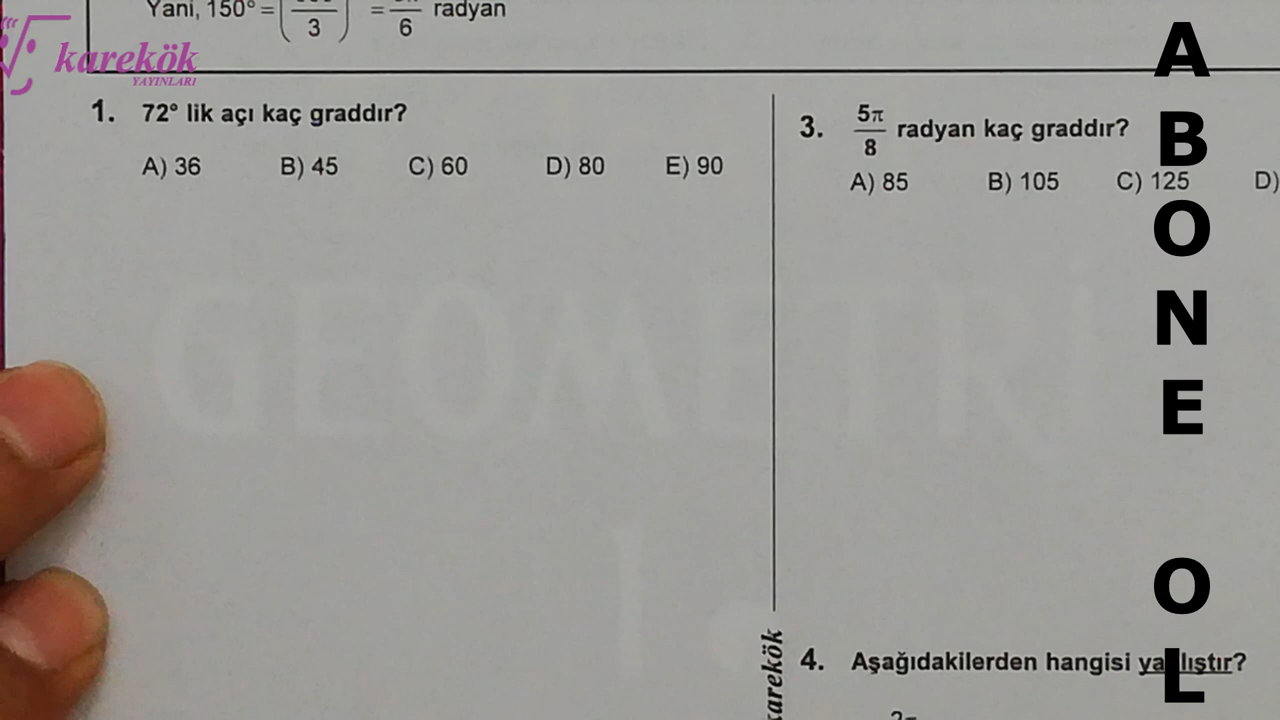 Yani, 150° = ( 3 ) = 6 radyan
karekök
YAYINLARI
1. 72° lik açı kaç graddır?
A) 36 B) 45 C) 60 D) 80 E) 90
3. 5π/8 radyan kaç graddır?
A) 85 B) 105 C) 125 D)
4. Aşağıdakilerden hangisi yanlıştır?
karekök
GEOMETRİ
A
B
O
N
E
O
L